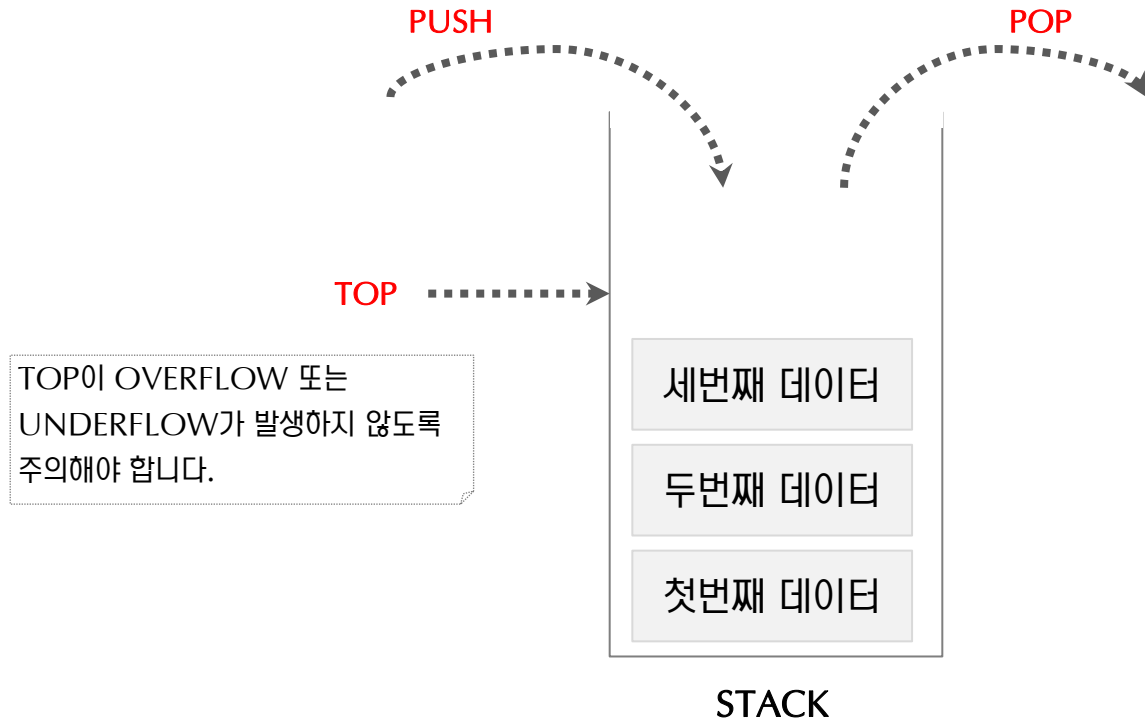 PUSH
POP
TOP
TOP이 OVERFLOW 또는
UNDERFLOW가 발생하지 않도록
주의해야 합니다.
세번째 데이터
두번째 데이터
첫번째 데이터
STACK